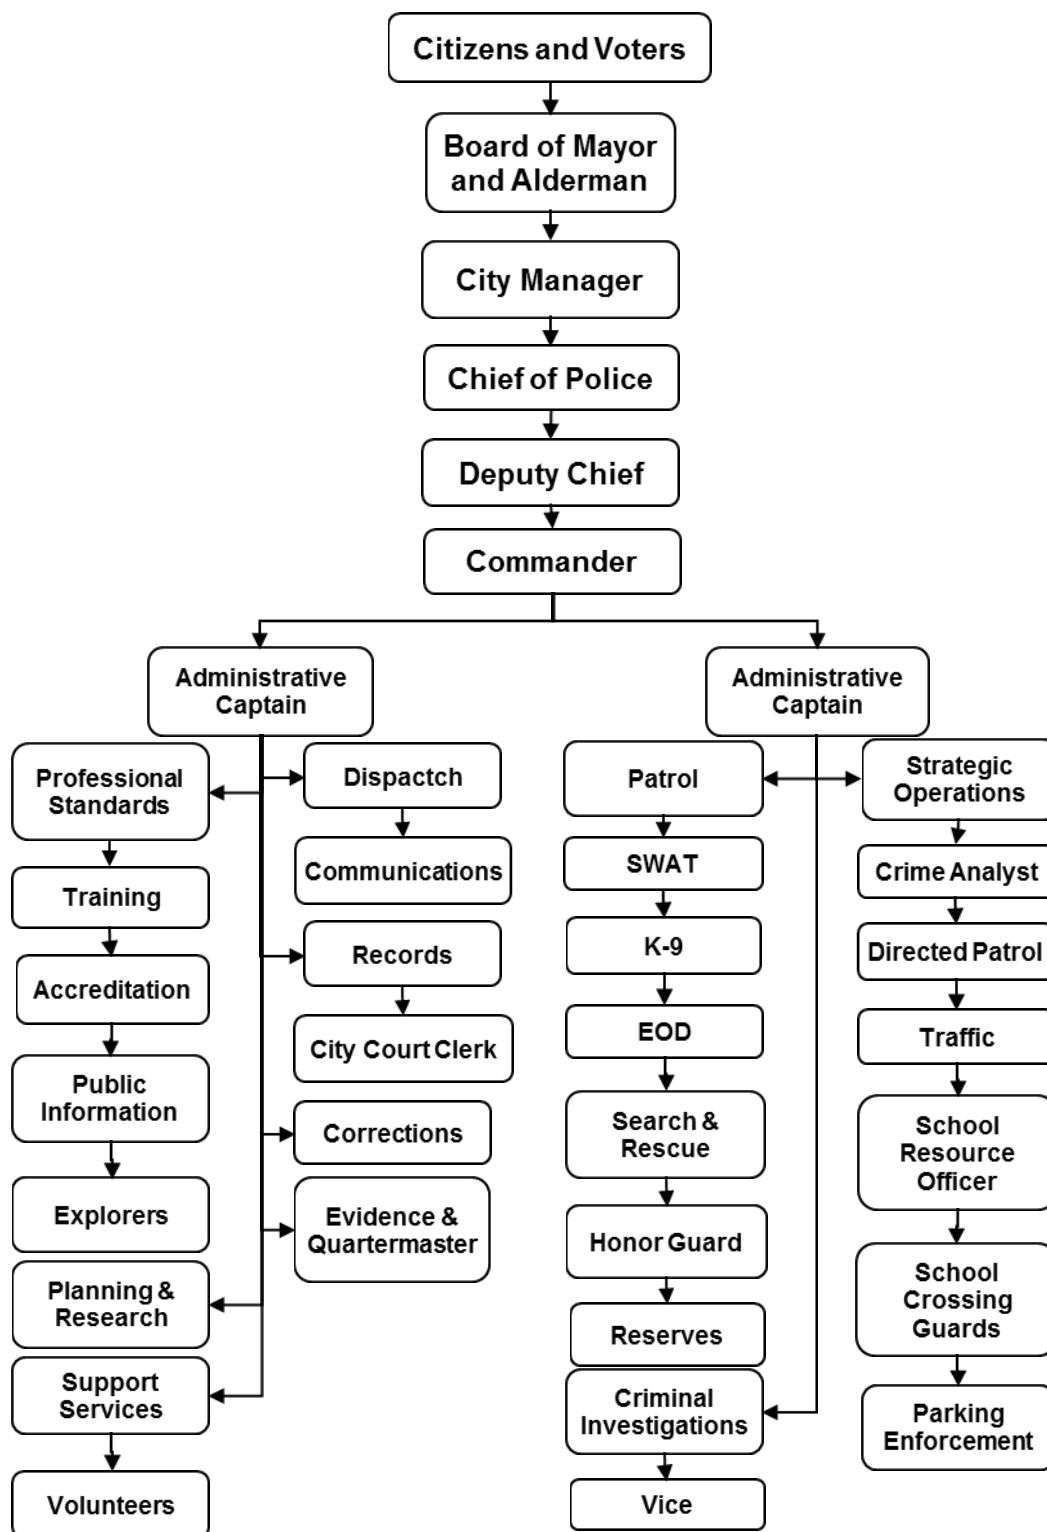 Citizens and Voters
Board of Mayor
and Alderman
City Manager
Chief of Police
Deputy Chief
Commander
Administrative
Captain
Professional
Standards
Training
Accreditation
Public
Information
Explorers
Planning &
Research
Support
Services
Volunteers
Dispactch
Communications
Records
City Court Clerk
Corrections
Evidence &
Quartermaster
Administrative
Captain
Patrol
SWAT
K-9
EOD
Search &
Rescue
Honor Guard
Reserves
Criminal
Investigations
Vice
Strategic
Operations
Crime Analyst
Directed Patrol
Traffic
School
Resource
Officer
School
Crossing
Guards
Parking
Enforcement